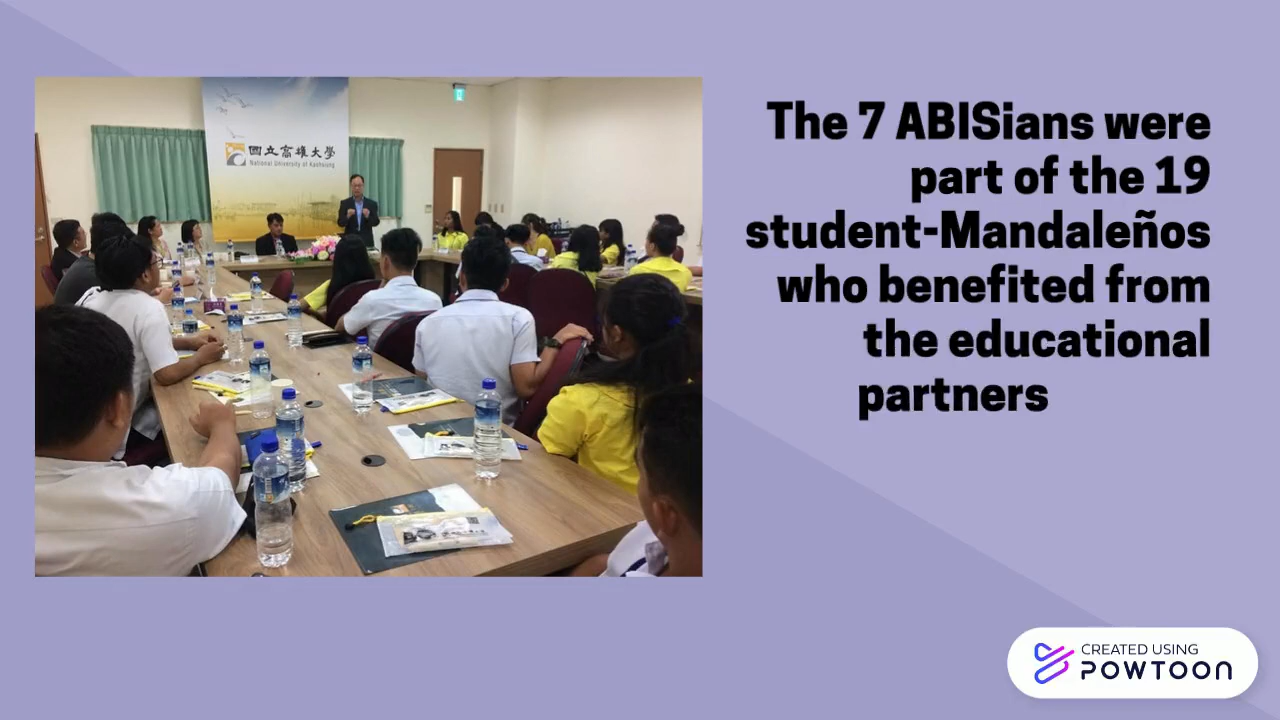 國立高雄大學
National University of Kaohsiung
The 7 ABISians were
part of the 19
student-Mandaleños
who benefited from
the educational
partners
CREATED USING
POWTOON